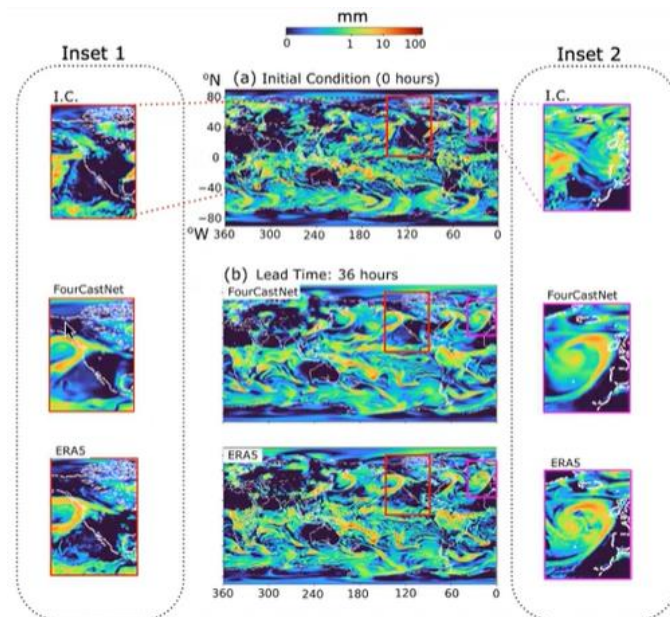 mm
0 1 10 100
Inset 1
Inset 2
(a) Initial Condition (0 hours)
I.C.
I.C.
°N
80
40
0
−40
−80
°W
360 300 240 180 120 60 0
(b) Lead Time: 36 hours
FourCastNet
FourCastNet
FourCastNet
ERA5
ERA5
ERA5
360 300 240 180 120 60 0